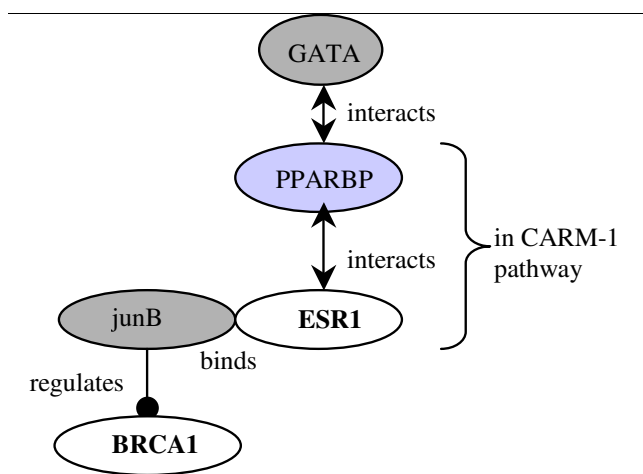 GATA
interacts
PPARBP
in CARM-1
pathway
interacts
junB
ESR1
binds
regulates
BRCA1